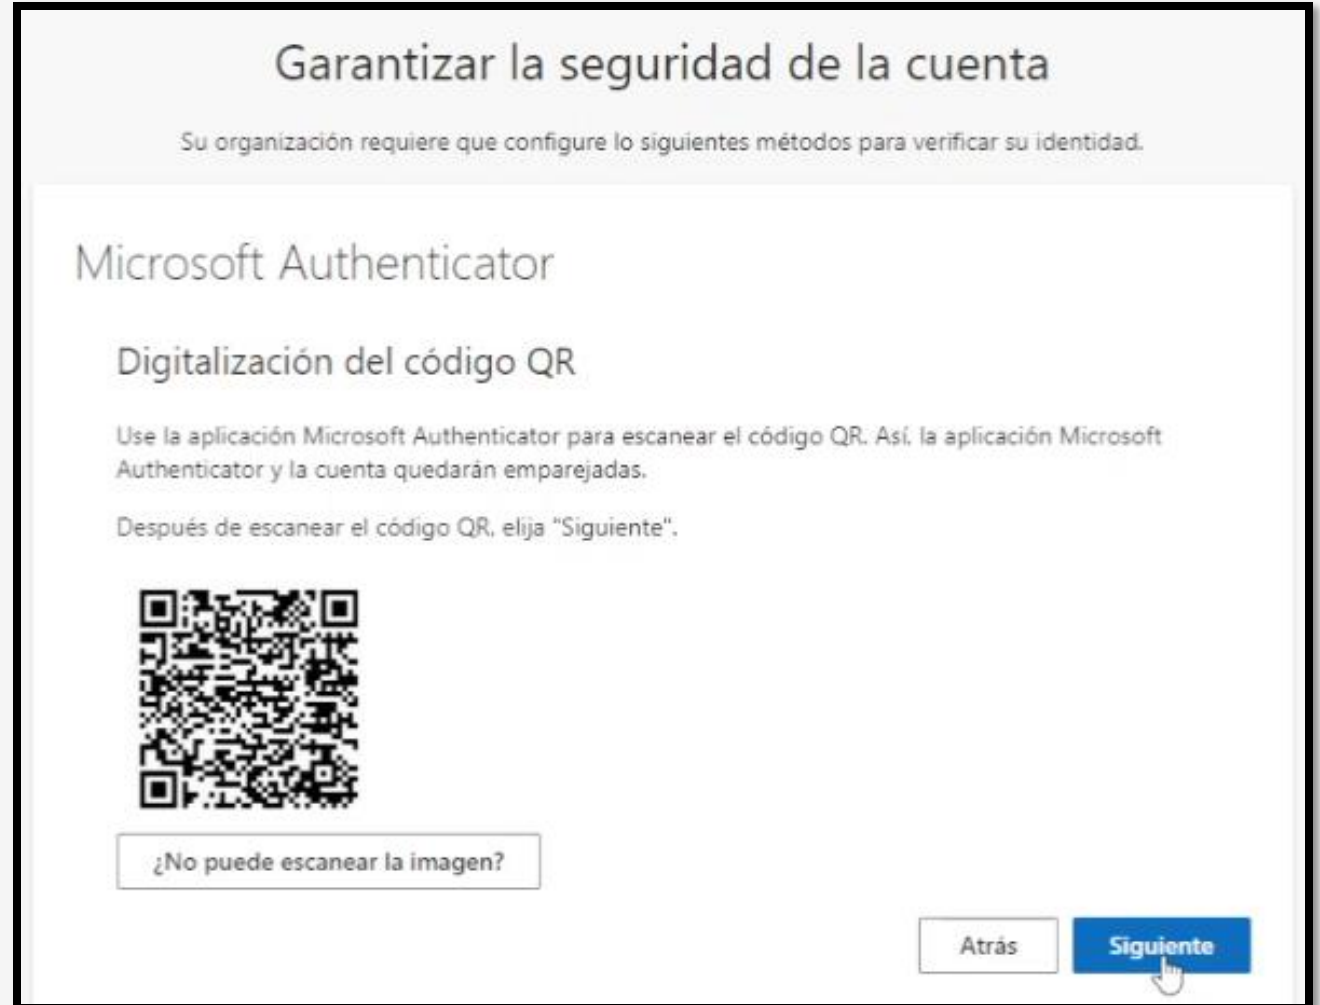 Garantizar la seguridad de la cuenta
Su organización requiere que configure lo siguientes métodos para verificar su identidad.
Microsoft Authenticator
Digitalización del código QR
Use la aplicación Microsoft Authenticator para escanear el código QR. Así, la aplicación Microsoft
Authenticator y la cuenta quedarán emparejadas.
Después de escanear el código QR, elija "Siguiente".
¿No puede escanear la imagen?
Atrás
Siguiente